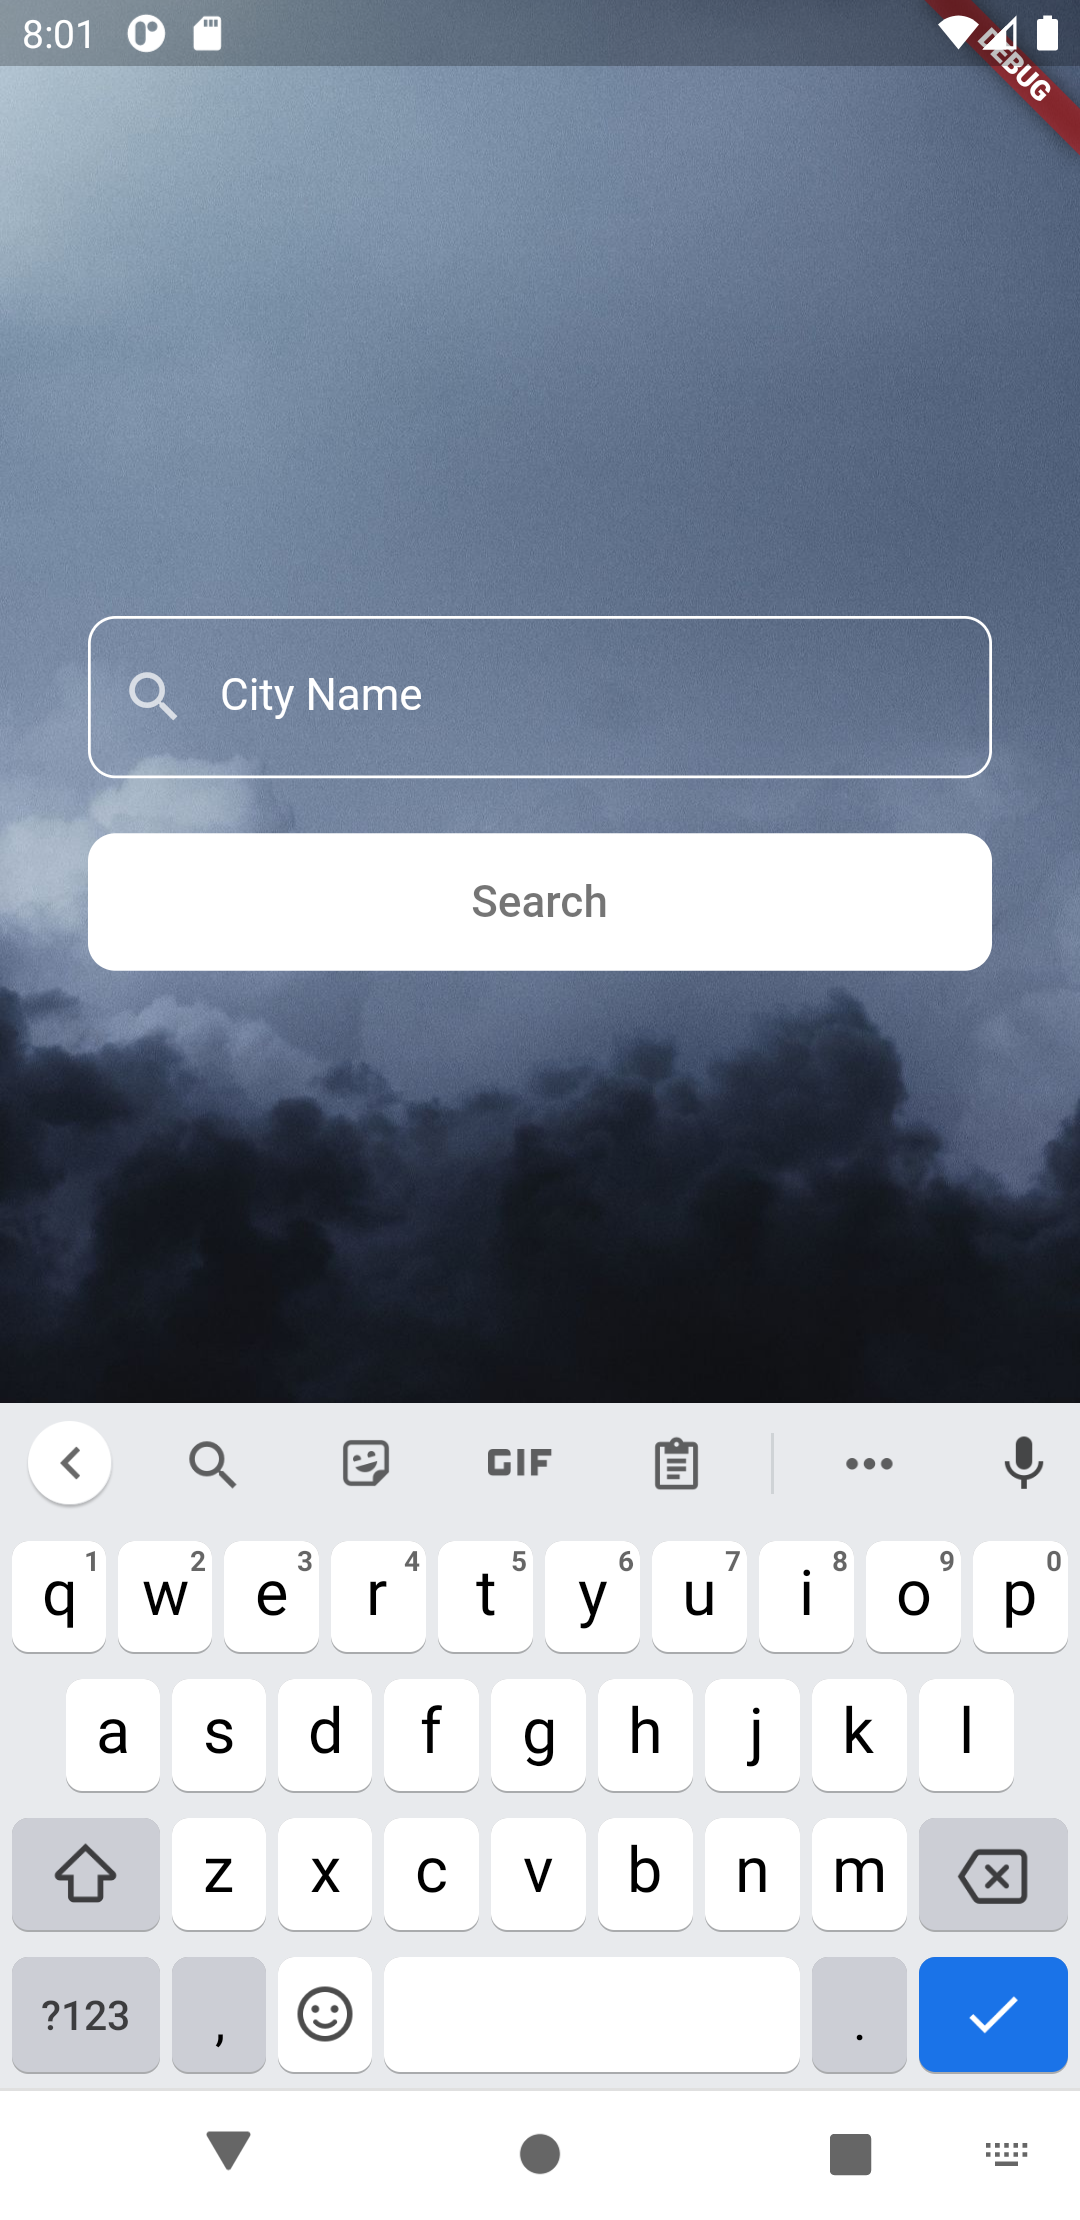 8:01
DEBUG
City Name
Search
GIF
q 1 w 2 e 3 r 4 t 5 y 6 u 7 i 8 o 9 p 0
a s d f g h j k l
z x c v b n m
?123 , .